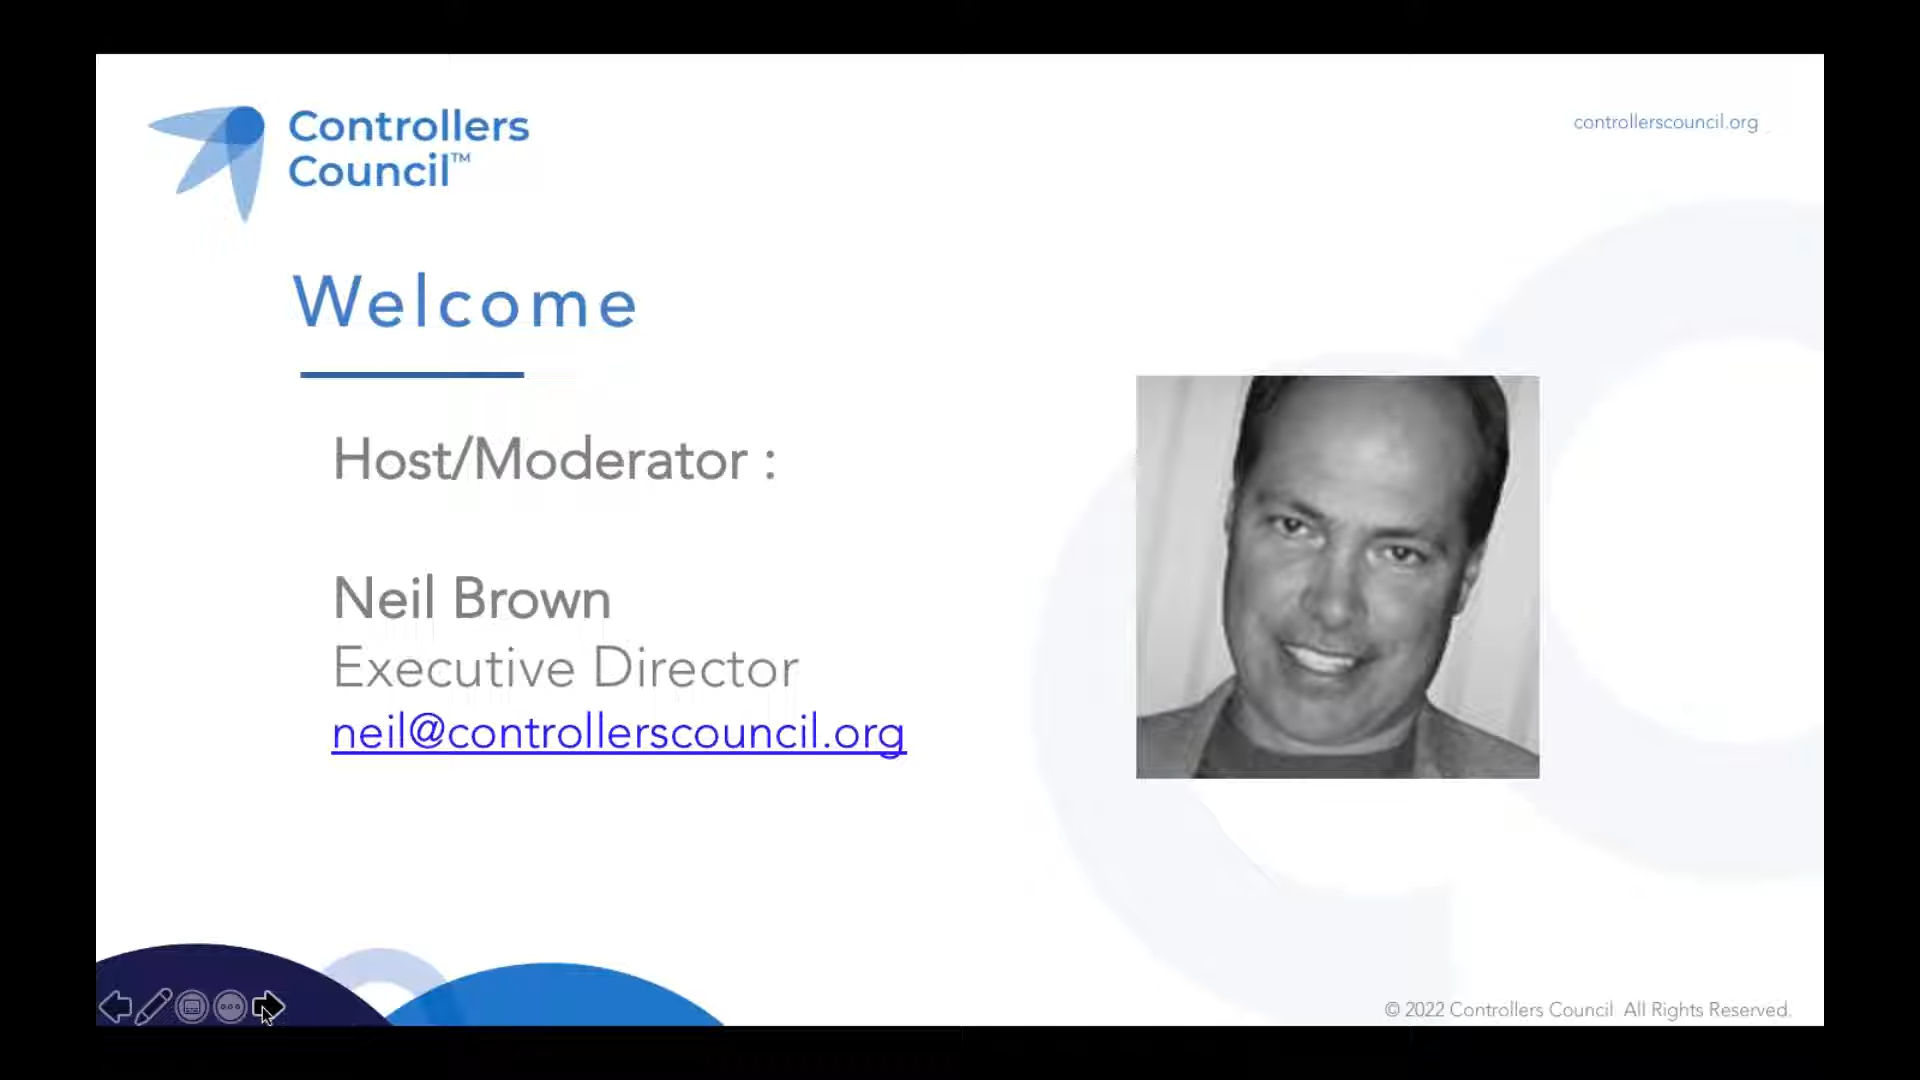 Controllers
Council™
controllerscouncil.org
Welcome
Host/Moderator :
Neil Brown
Executive Director
neil@controllerscouncil.org
© 2022 Controllers Council All Rights Reserved.